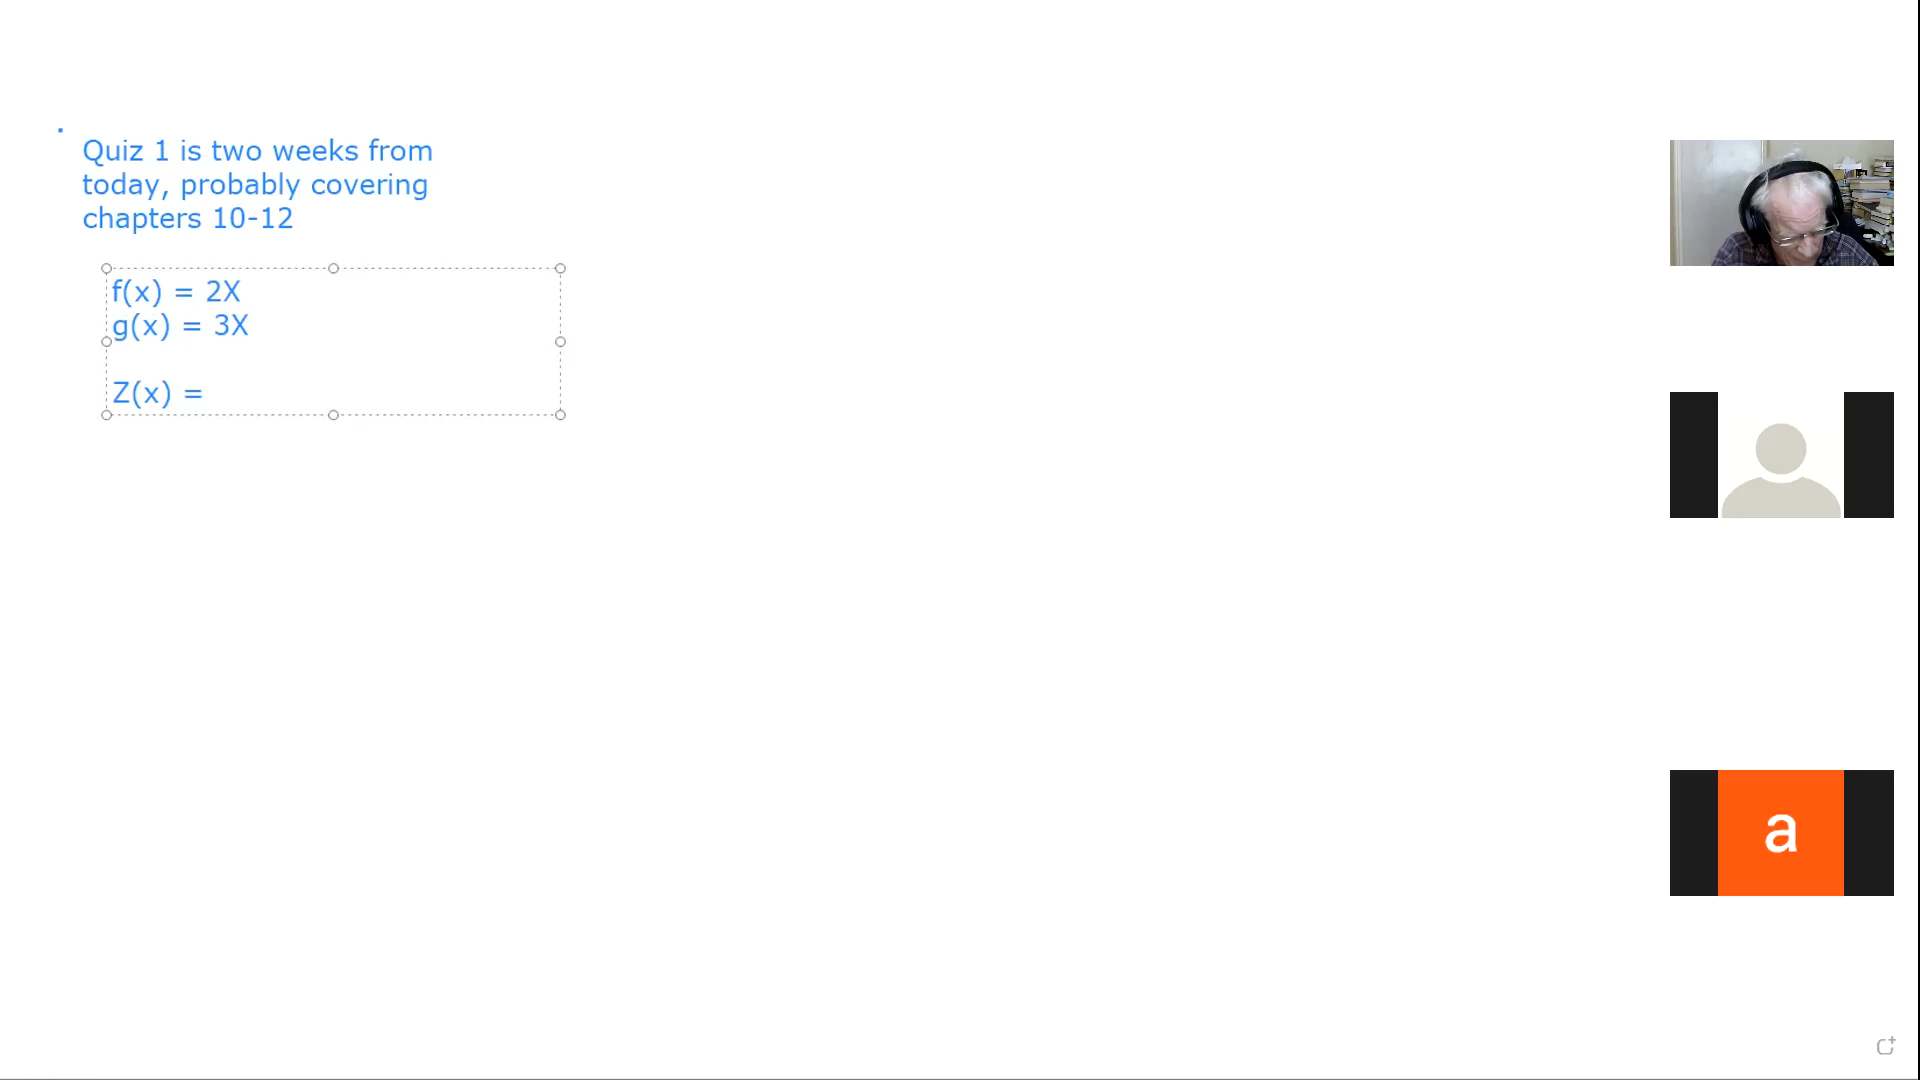 Quiz 1 is two weeks from
today, probably covering
chapters 10-12
f(x) = 2X
g(x) = 3X
Z(x) =
a